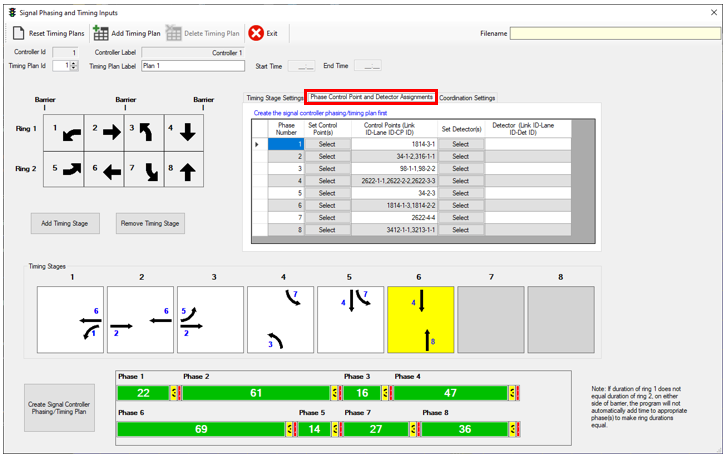 Signal Phasing and Timing Inputs
Reset Timing Plans Add Timing Plan Delete Timing Plan Exit Filename
Controller Id 1 Controller Label Controller 1
Timing Plan Id 1 Timing Plan Label Plan 1 Start Time __:__ End Time __:__
Barrier Barrier Barrier
Ring 1 1 2 3 4
Ring 2 5 6 7 8
Add Timing Stage Remove Timing Stage
Timing Stage Settings Phase Control Point and Detector Assignments Coordination Settings
Create the signal controller phasing/timing plan first
Phase Number Set Control Point(s) Control Points (Link ID-Lane ID-CP ID) Set Detector(s) Detector (Link ID-Lane ID-Det ID)
1 Select 1814-3-1 Select
2 Select 34-1-2,316-1-1 Select
3 Select 98-1-1,98-2-2 Select
4 Select 2622-1-1,2622-2-2,2622-3-3 Select
5 Select 34-2-3 Select
6 Select 1814-1-3,1814-2-2 Select
7 Select 2622-4-4 Select
8 Select 3412-1-1,3213-1-1 Select
Timing Stages
1 2 3 4 5 6 7 8
6 1
2 6
5 2
7 3
4 7
4 8
Create Signal Controller
Phasing/Timing Plan
Phase 1 Phase 2 Phase 3 Phase 4
22 61 16 47
Phase 6 Phase 5 Phase 7 Phase 8
69 14 27 36
Note: If duration of ring 1 does not
equal duration of ring 2, on either
side of barrier, the program will not
automatically add time to appropriate
phase(s) to make ring durations
equal.